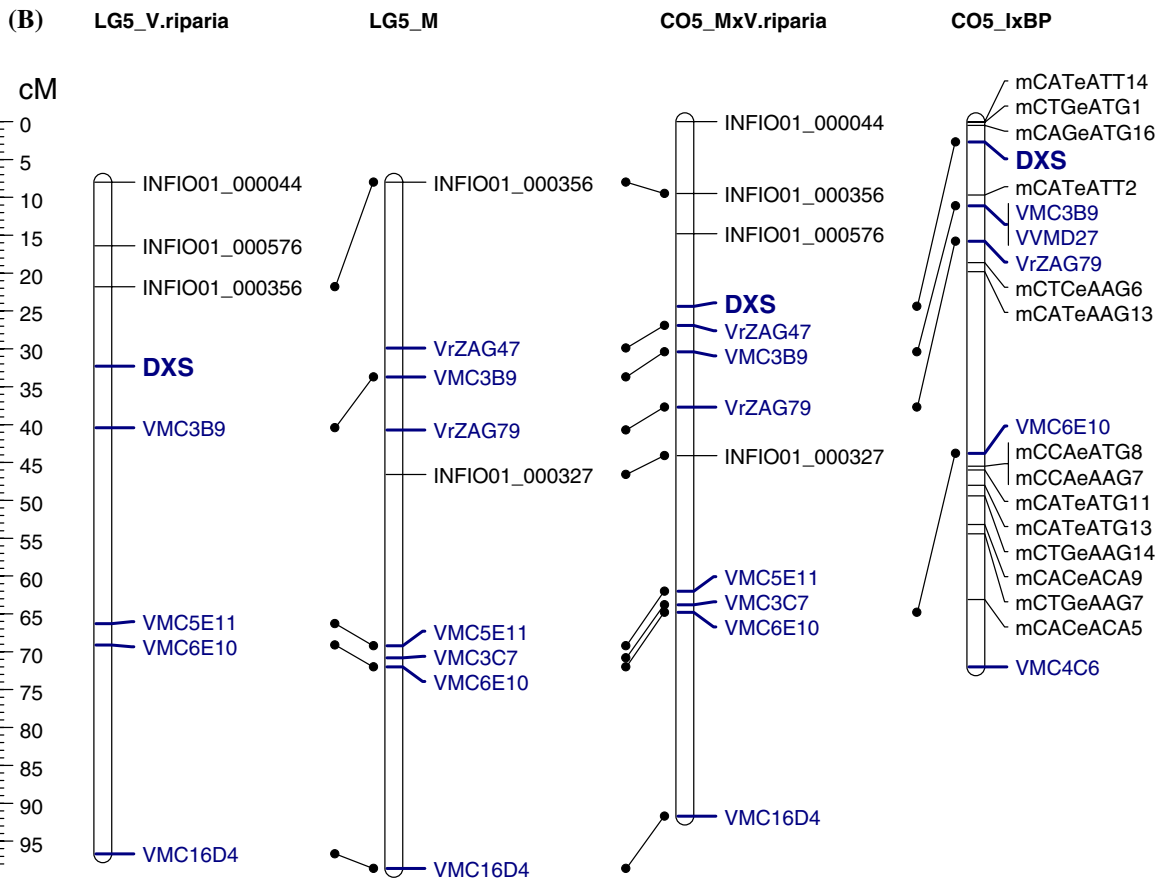 (B)
LG5_V.riparia
LG5_M
CO5_MxV.riparia
CO5_IxBP
cM
0
5
10
15
20
25
30
35
40
45
50
55
60
65
70
75
80
85
90
95
INFIO01_000044
INFIO01_000576
INFIO01_000356
DXS
VMC3B9
VMC5E11
VMC6E10
VMC16D4
INFIO01_000356
VrZAG47
VMC3B9
VrZAG79
INFIO01_000327
VMC5E11
VMC3C7
VMC6E10
VMC16D4
INFIO01_000044
INFIO01_000356
INFIO01_000576
DXS
VrZAG47
VMC3B9
VrZAG79
INFIO01_000327
VMC5E11
VMC3C7
VMC6E10
VMC16D4
mCATeATT14
mCTGeATG1
mCAGeATG16
DXS
mCATeATT2
VMC3B9
VVMD27
VrZAG79
mCTCeAAG6
mCATeAAG13
VMC6E10
mCCAeATG8
mCCAeAAG7
mCATeATG11
mCATeATG13
mCTGeAAG14
mCACeACA9
mCTGeAAG7
mCACeACA5
VMC4C6